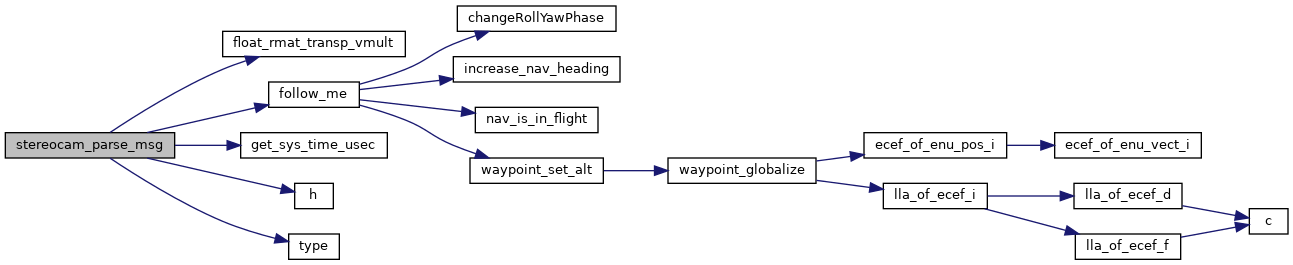 stereocam_parse_msg
float_rmat_transp_vmult
follow_me
get_sys_time_usec
h
type
changeRollYawPhase
increase_nav_heading
nav_is_in_flight
waypoint_set_alt
waypoint_globalize
ecef_of_enu_pos_i
ecef_of_enu_vect_i
lla_of_ecef_i
lla_of_ecef_d
lla_of_ecef_f
c